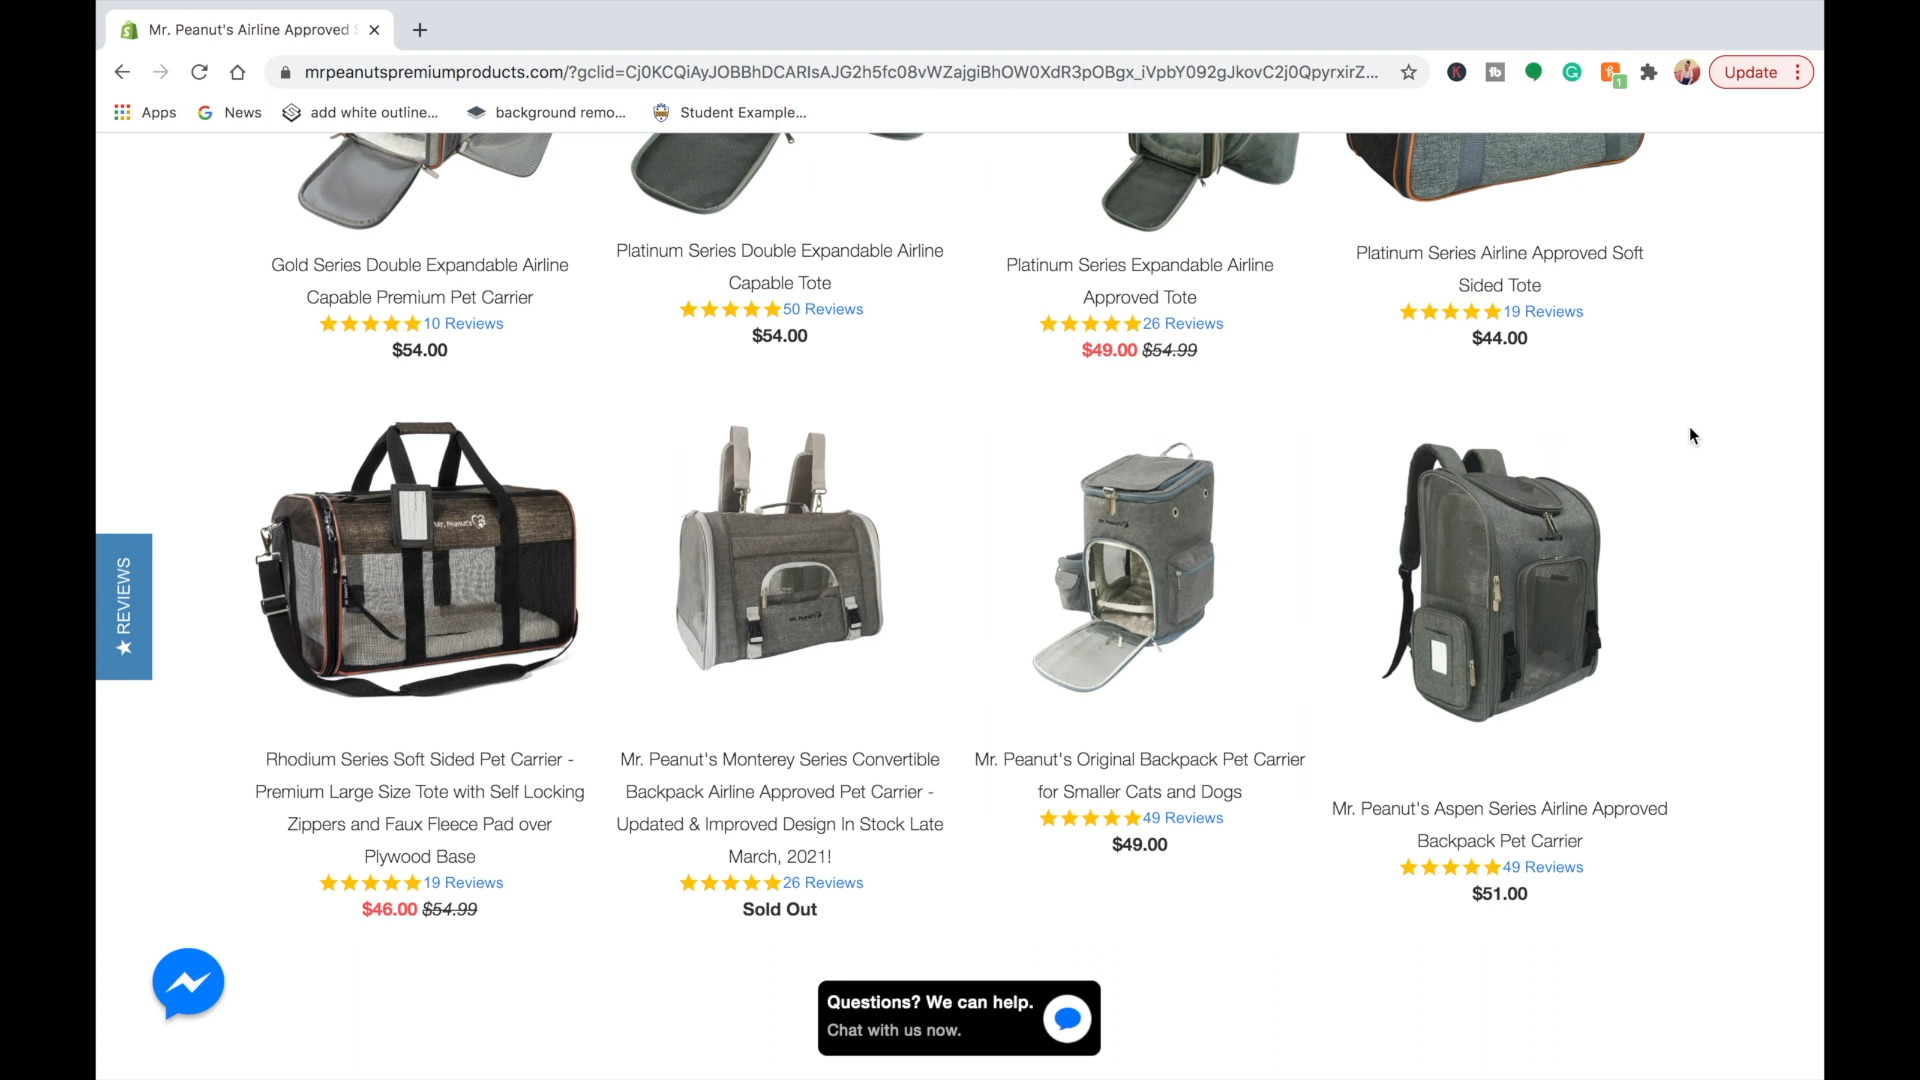 Mr. Peanut's Airline Approved
mrpeanutspremiumproducts.com/?gclid=Cj0KCQiAyJOBBhDCARIsAJG2h5fc08vWZajgiBhOW0XdR3pOBgx_iVpbY092gJkovC2j0QpyrxirZ...
Update
Apps
News
add white outline...
background remo...
Student Example...
Gold Series Double Expandable Airline
Capable Premium Pet Carrier
10 Reviews
$54.00
Platinum Series Double Expandable Airline
Capable Tote
50 Reviews
$54.00
Platinum Series Expandable Airline
Approved Tote
26 Reviews
$49.00 $54.99
Platinum Series Airline Approved Soft
Sided Tote
19 Reviews
$44.00
Mr. Peanut's
REVIEWS
Rhodium Series Soft Sided Pet Carrier -
Premium Large Size Tote with Self Locking
Zippers and Faux Fleece Pad over
Plywood Base
19 Reviews
$46.00 $54.99
Mr. Peanut's Monterey Series Convertible
Backpack Airline Approved Pet Carrier -
Updated & Improved Design In Stock Late
March, 2021!
26 Reviews
Sold Out
Mr. Peanut's Original Backpack Pet Carrier
for Smaller Cats and Dogs
49 Reviews
$49.00
Mr. Peanut's Aspen Series Airline Approved
Backpack Pet Carrier
49 Reviews
$51.00
Questions? We can help.
Chat with us now.